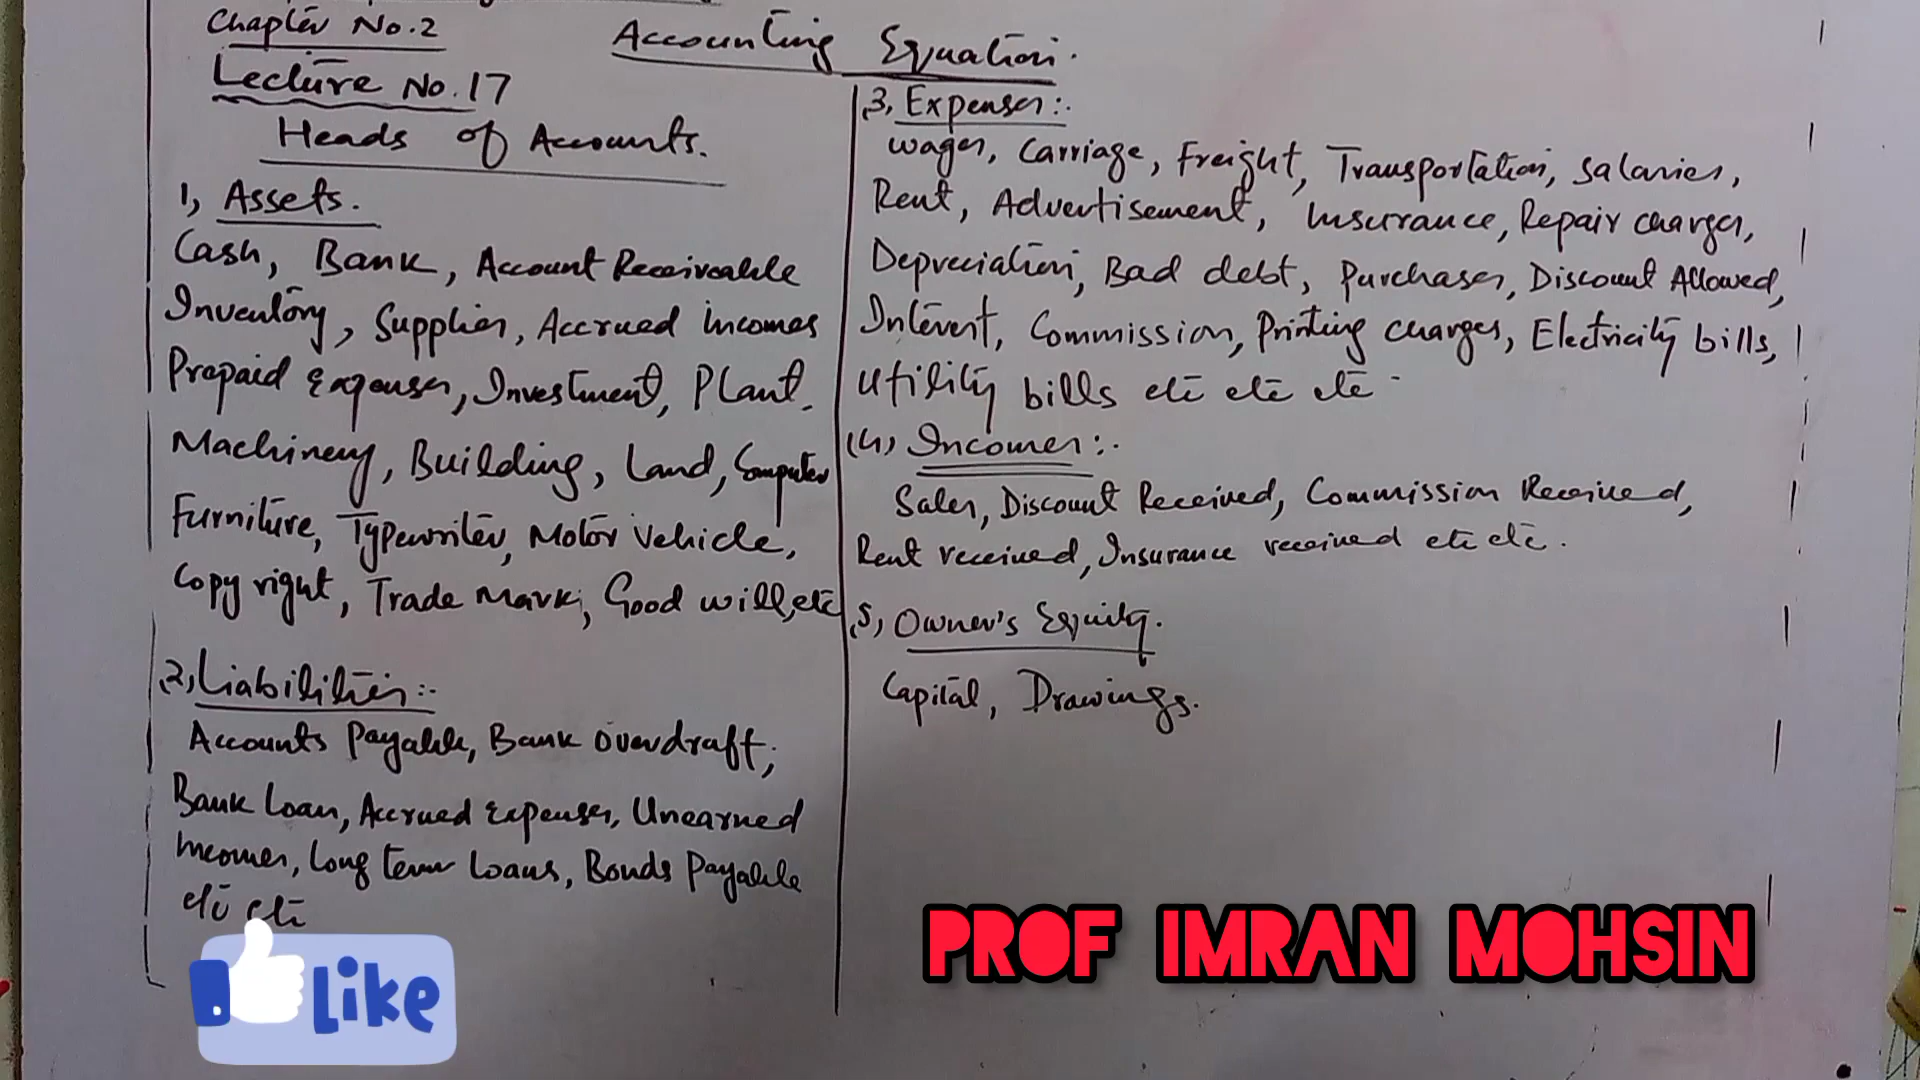 Chapter No.2
Accounting Equation.
Lecture No.17
Heads of Accounts.
1, Assets.
Cash, Bank, Account Receiveable
Inventory, Supplies, Accrued incomes
Prepaid Expenses, Investment, Plant.
Machinery, Building, Land, Computer
Furniture, Typewriter, Motor Vehicle,
Copy right, Trade Mark, Good will, etc
2, Liabilities:-
Accounts Payable, Bank overdraft,
Bank Loan, Accrued Expenses, Unearned
Incomes, Long term Loans, Bonds Payable
etc etc
3, Expenses:-
Wages, Carriage, Freight, Transportation, Salaries,
Rent, Advertisement, Insurance, Repair charges,
Depreciation, Bad debt, Purchases, Discount Allowed,
Interest, Commission, Printing charges, Electricity bills,
Utility bills etc etc etc
(4) Incomes:-
Sales, Discount Received, Commission Received,
Rent received, Insurance received etc etc.
5, Owner's Equity.
Capital, Drawings.
PROF IMRAN MOHSIN
Like